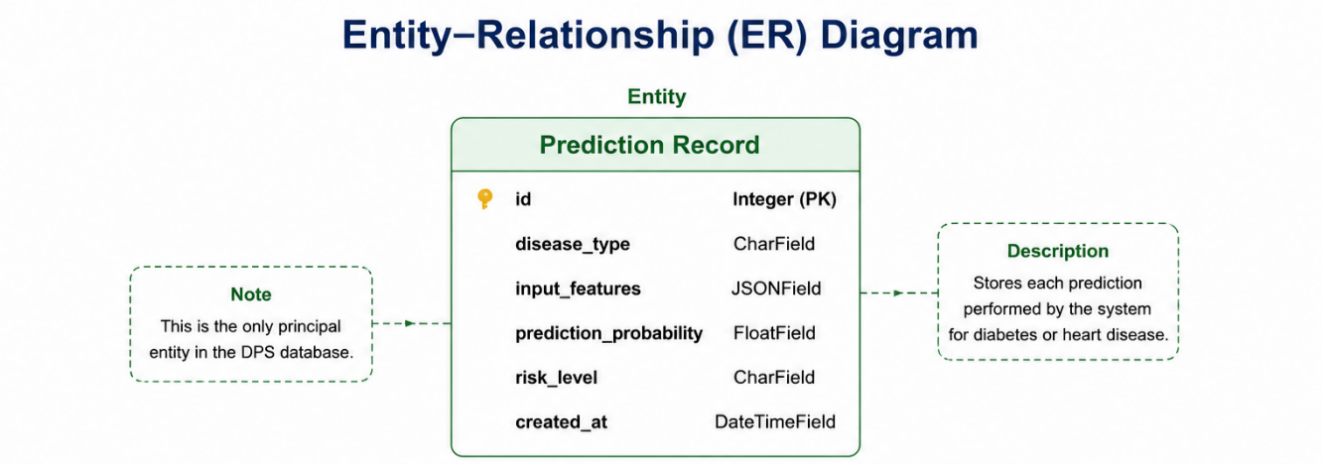 Entity–Relationship (ER) Diagram
Entity
Prediction Record
id Integer (PK)
disease_type CharField
input_features JSONField
prediction_probability FloatField
risk_level CharField
created_at DateTimeField
Note
This is the only principal
entity in the DPS database.
Description
Stores each prediction
performed by the system
for diabetes or heart disease.